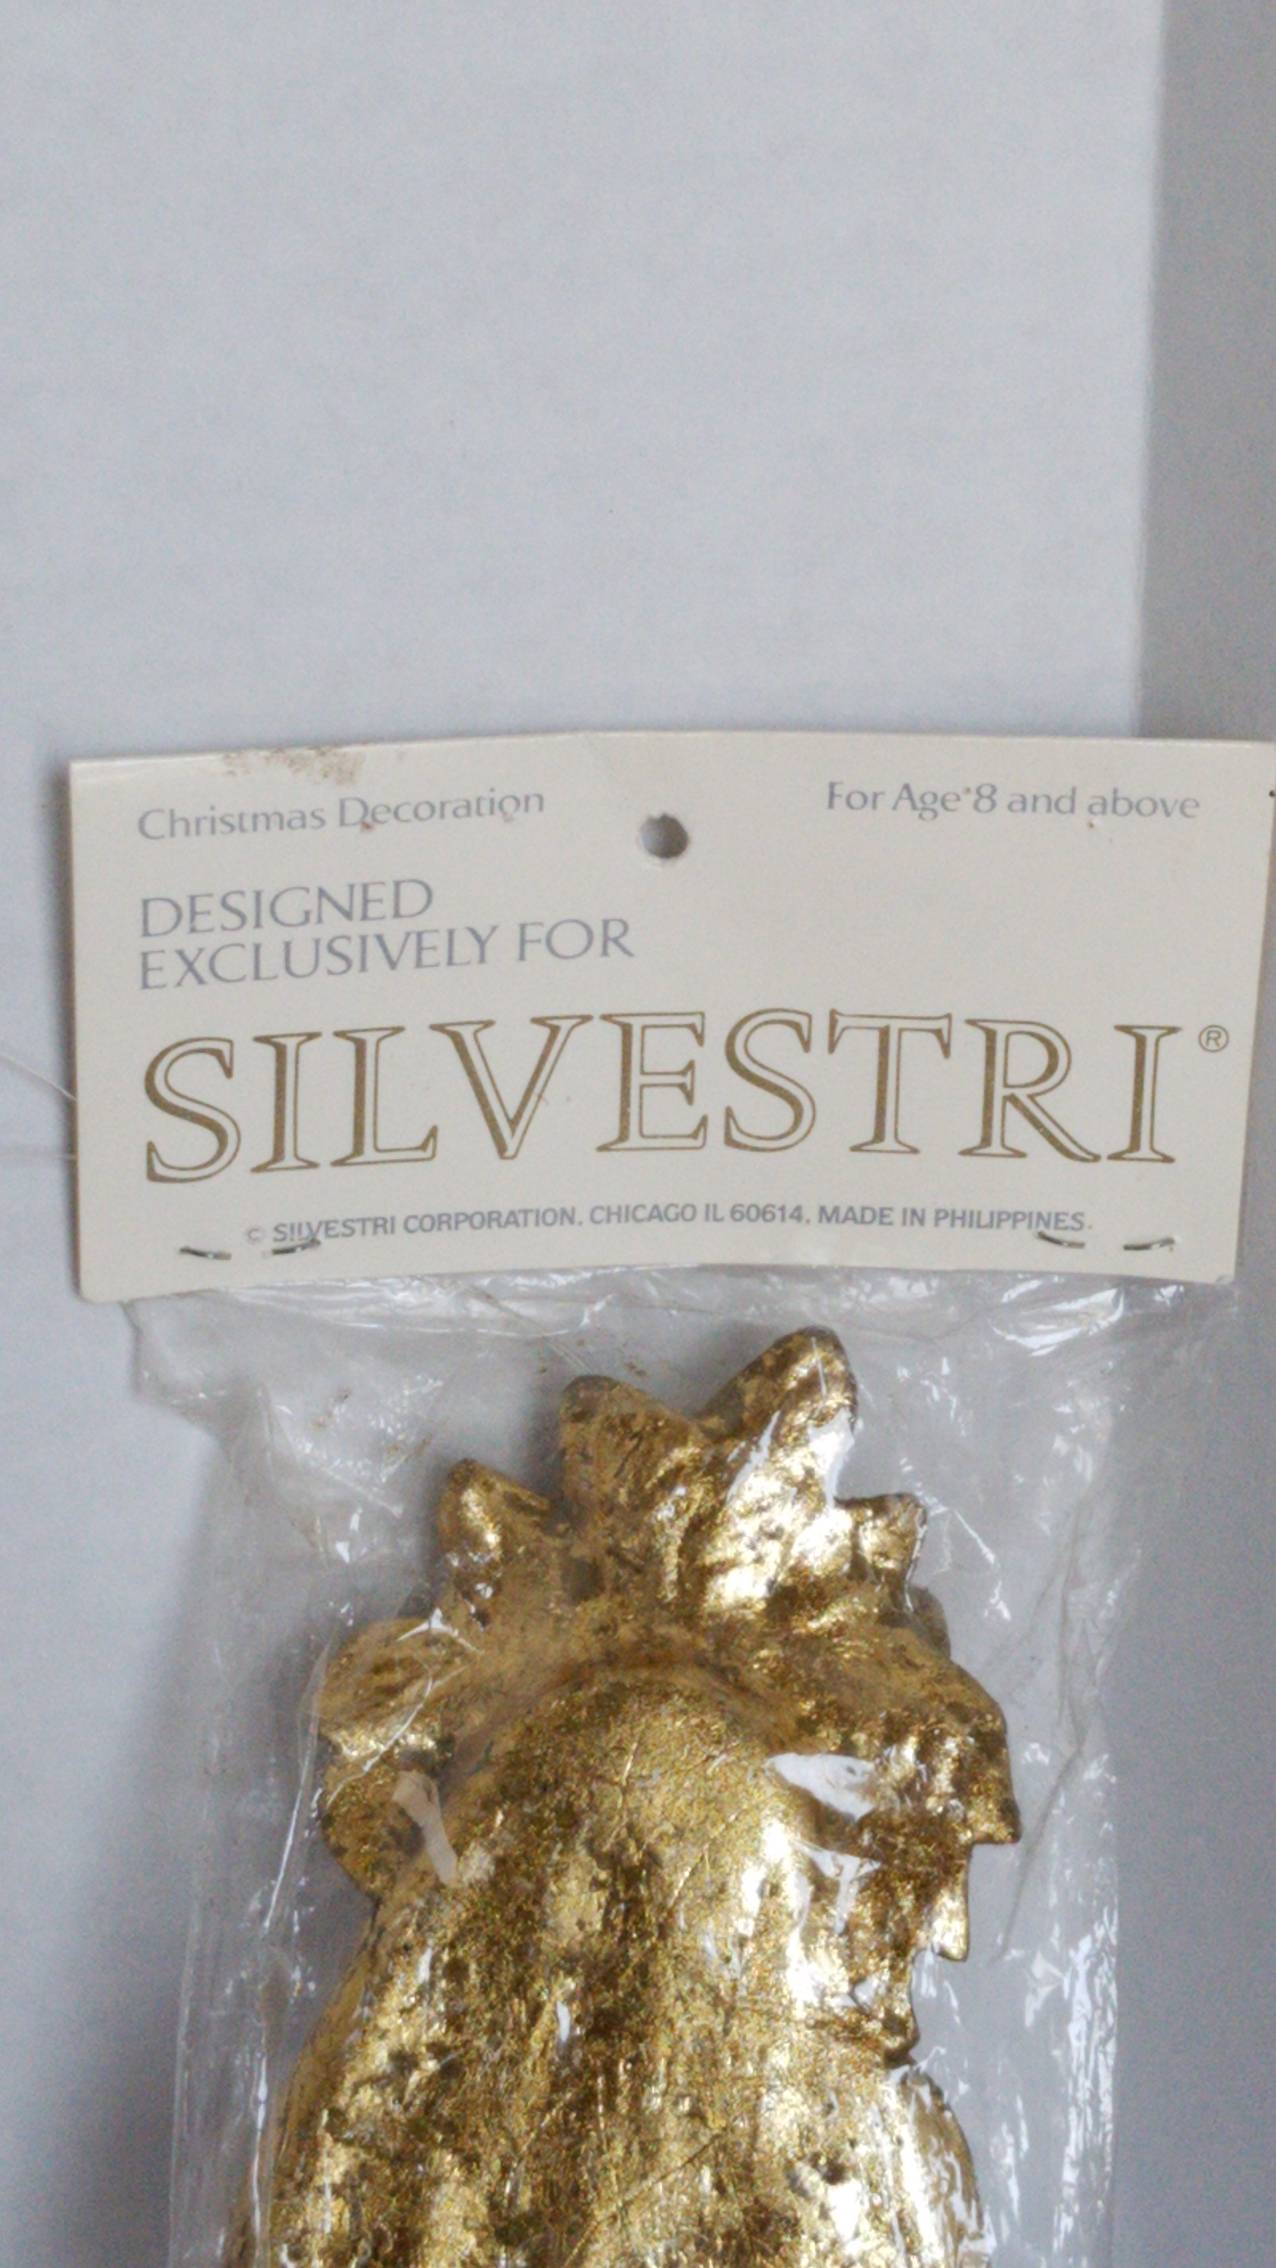 Christmas Decoration
For Age 8 and above
DESIGNED
EXCLUSIVELY FOR
SILVESTRI®
© SILVESTRI CORPORATION. CHICAGO IL 60614. MADE IN PHILIPPINES.